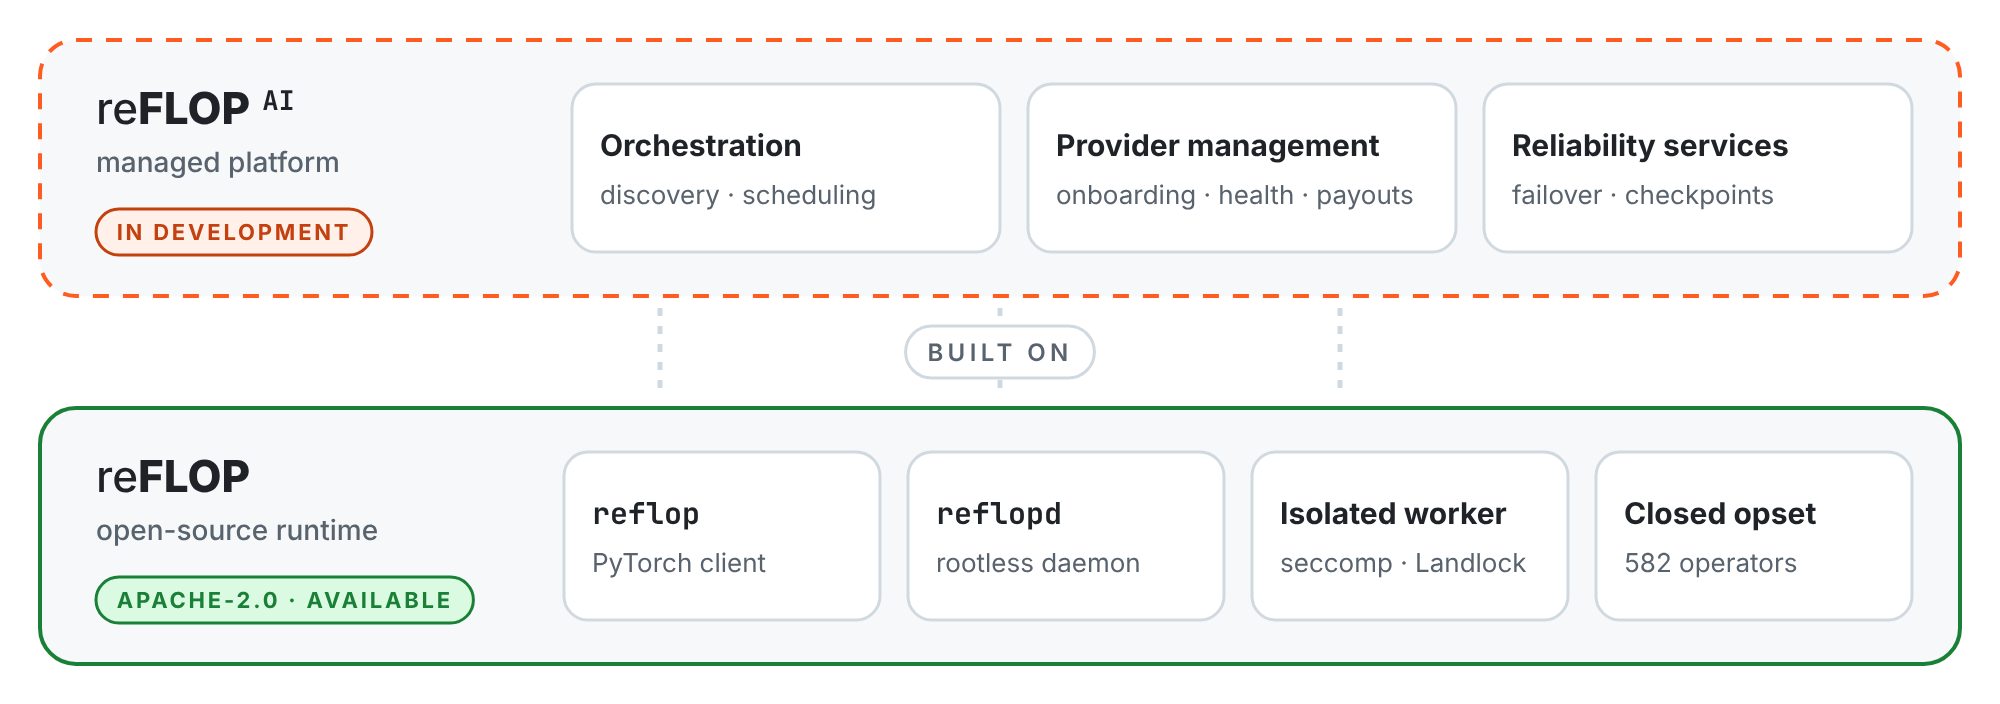 reFLOP AI
managed platform
IN DEVELOPMENT
Orchestration
discovery · scheduling
Provider management
onboarding · health · payouts
Reliability services
failover · checkpoints
BUILT ON
reFLOP
open-source runtime
APACHE-2.0 · AVAILABLE
reflop
PyTorch client
reflopd
rootless daemon
Isolated worker
seccomp · Landlock
Closed opset
582 operators